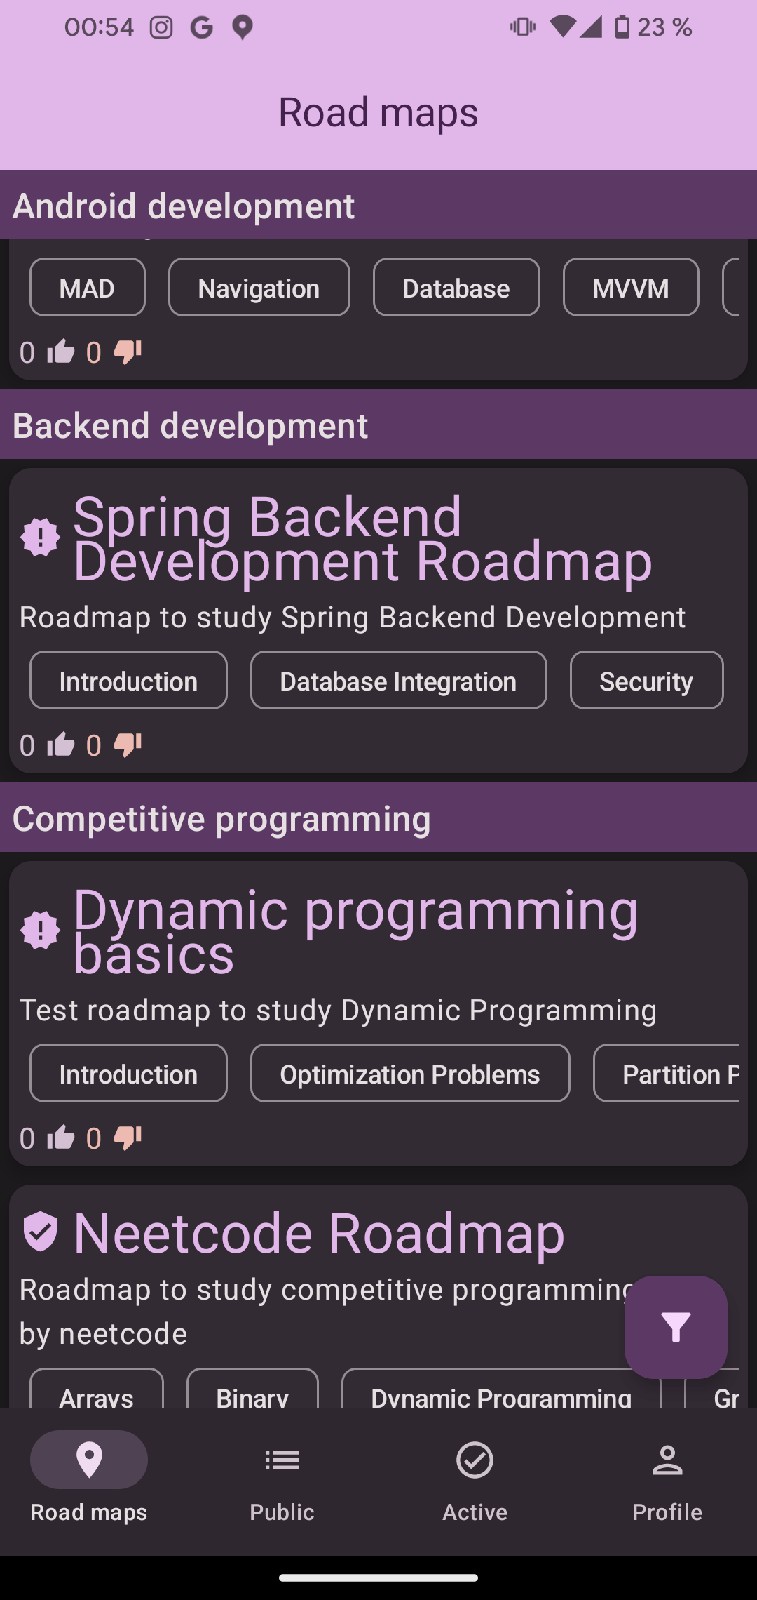 00:54
23 %
Road maps
Android development
MAD Navigation Database MVVM
0 0
Backend development
Spring Backend
Development Roadmap
Roadmap to study Spring Backend Development
Introduction Database Integration Security
0 0
Competitive programming
Dynamic programming
basics
Test roadmap to study Dynamic Programming
Introduction Optimization Problems Partition P
0 0
Neetcode Roadmap
Roadmap to study competitive programming
by neetcode
Arrays Binary Dynamic Programming Gr
Road maps Public Active Profile